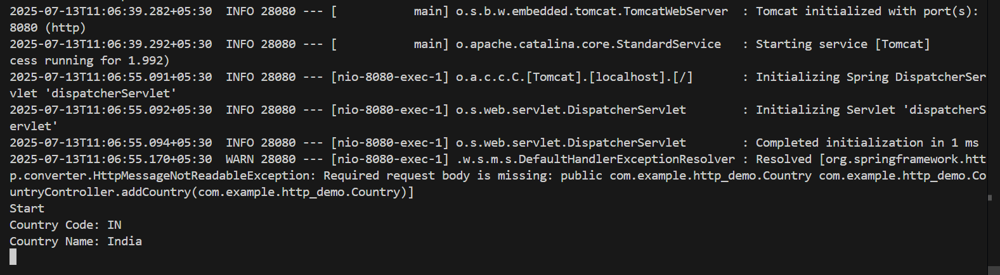 2025-07-13T11:06:39.282+05:30  INFO 28080 --- [           main] o.s.b.w.embedded.tomcat.TomcatWebServer  : Tomcat initialized with port(s):
8080 (http)
2025-07-13T11:06:39.292+05:30  INFO 28080 --- [           main] o.apache.catalina.core.StandardService   : Starting service [Tomcat]
cess running for 1.992)
2025-07-13T11:06:55.091+05:30  INFO 28080 --- [nio-8080-exec-1] o.a.c.c.C.[Tomcat].[localhost].[/]       : Initializing Spring DispatcherSer
vlet 'dispatcherServlet'
2025-07-13T11:06:55.092+05:30  INFO 28080 --- [nio-8080-exec-1] o.s.web.servlet.DispatcherServlet        : Initializing Servlet 'dispatcherS
ervlet'
2025-07-13T11:06:55.094+05:30  INFO 28080 --- [nio-8080-exec-1] o.s.web.servlet.DispatcherServlet        : Completed initialization in 1 ms
2025-07-13T11:06:55.170+05:30  WARN 28080 --- [nio-8080-exec-1] .w.s.m.s.DefaultHandlerExceptionResolver : Resolved [org.springframework.htt
p.converter.HttpMessageNotReadableException: Required request body is missing: public com.example.http_demo.Country com.example.http_demo.Co
untryController.addCountry(com.example.http_demo.Country)]
Start
Country Code: IN
Country Name: India